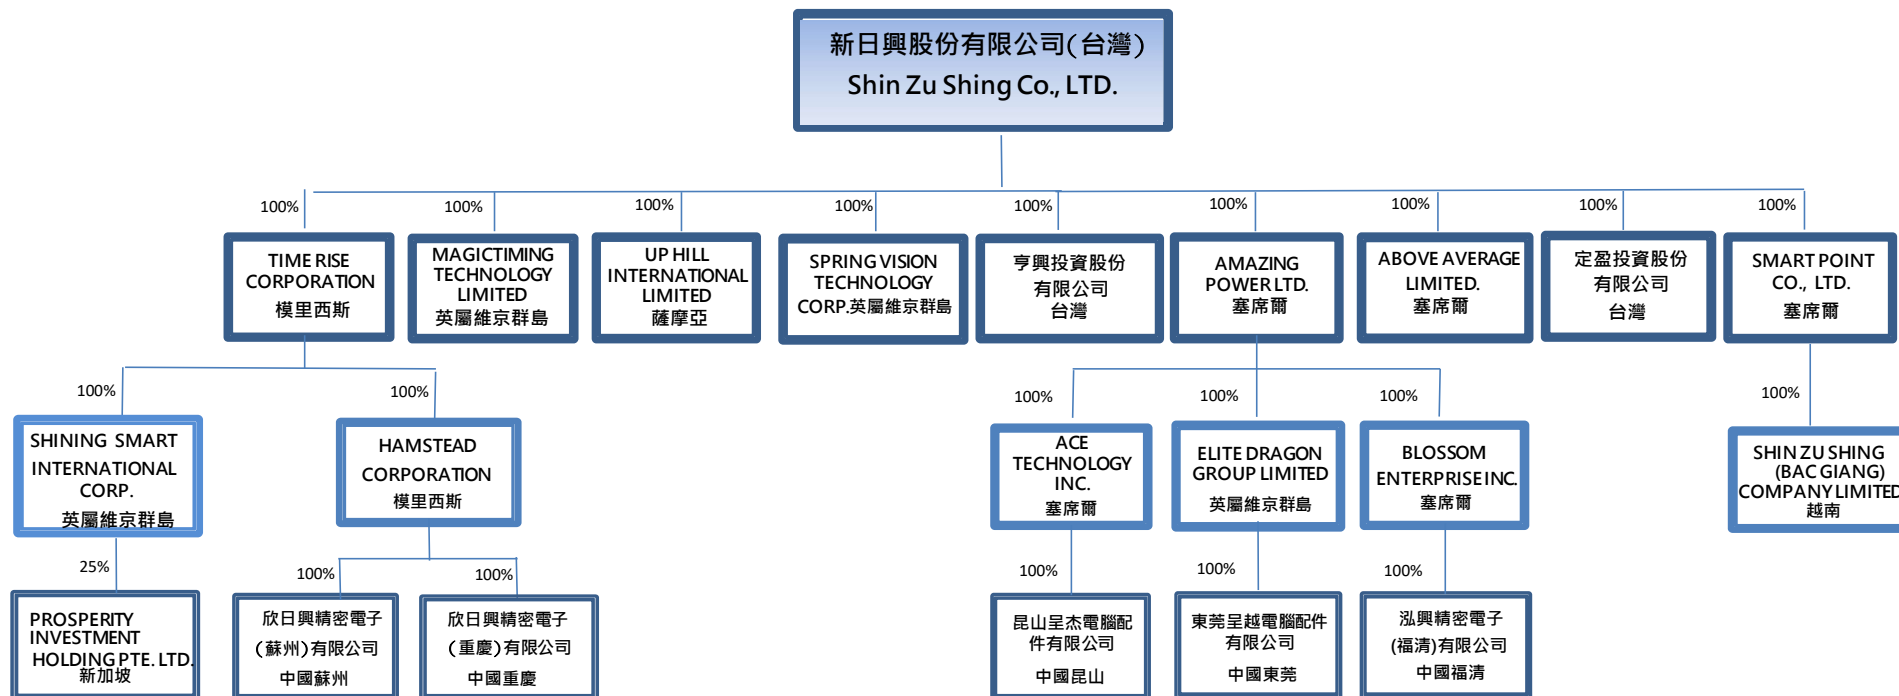 新日興股份有限公司(台灣)
Shin Zu Shing Co., LTD.
100%
100%
100%
100%
100%
100%
100%
100%
100%
TIME RISE
CORPORATION
模里西斯
MAGICTIMING
TECHNOLOGY
LIMITED
英屬維京群島
UP HILL
INTERNATIONAL
LIMITED
薩摩亞
SPRING VISION
TECHNOLOGY
CORP.英屬維京群島
亨興投資股份
有限公司
台灣
AMAZING
POWER LTD.
塞席爾
ABOVE AVERAGE
LIMITED.
塞席爾
定盈投資股份
有限公司
台灣
SMART POINT
CO., LTD.
塞席爾
100%
100%
100%
100%
100%
100%
SHINING SMART
INTERNATIONAL
CORP.
英屬維京群島
HAMSTEAD
CORPORATION
模里西斯
ACE
TECHNOLOGY
INC.
塞席爾
ELITE DRAGON
GROUP LIMITED
英屬維京群島
BLOSSOM
ENTERPRISE INC.
塞席爾
SHIN ZU SHING
(BAC GIANG)
COMPANY LIMITED
越南
25%
100%
100%
100%
100%
100%
PROSPERITY
INVESTMENT
HOLDING PTE. LTD.
新加坡
欣日興精密電子
(蘇州)有限公司
中國蘇州
欣日興精密電子
(重慶)有限公司
中國重慶
昆山呈杰電腦配
件有限公司
中國昆山
東莞呈越電腦配件
有限公司
中國東莞
泓興精密電子
(福清)有限公司
中國福清